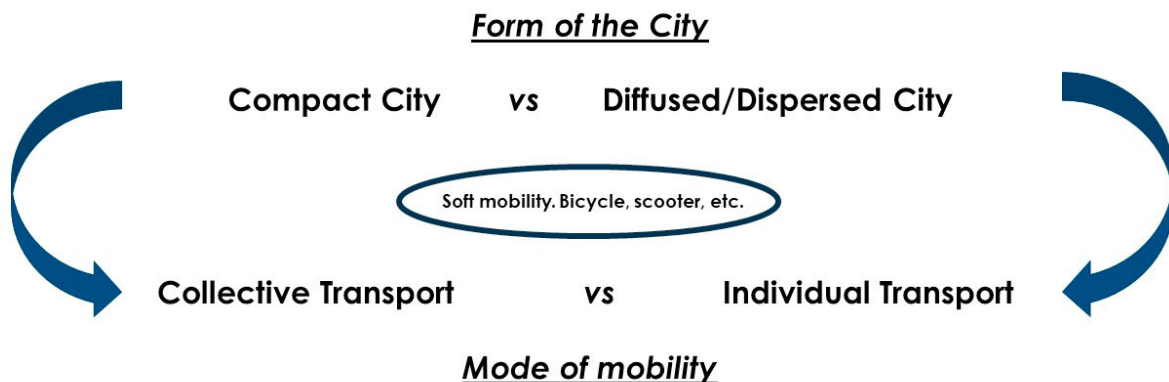 Form of the City
Compact City vs Diffused/Dispersed City
Soft mobility. Bicycle, scooter, etc.
Collective Transport vs Individual Transport
Mode of mobility